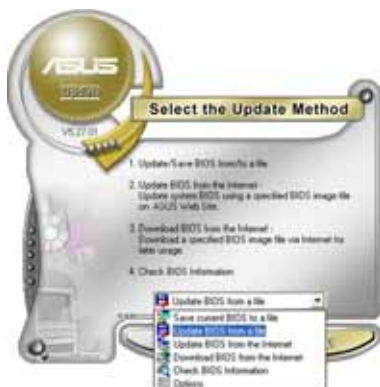 ASUS
Update
Select the Update Method
V5.27.01
1. Update/Save BIOS from/to a file
2. Update BIOS from the Internet -
Update system BIOS using a specified BIOS image file
on ASUS Web Site.
3. Download BIOS from the Internet -
Download a specified BIOS image file via Internet for
later usage.
4. Check BIOS Information
Update BIOS from a file
Save current BIOS to a file
Update BIOS from a file
Update BIOS from the Internet
Download BIOS from the Internet
Check BIOS Information
Options